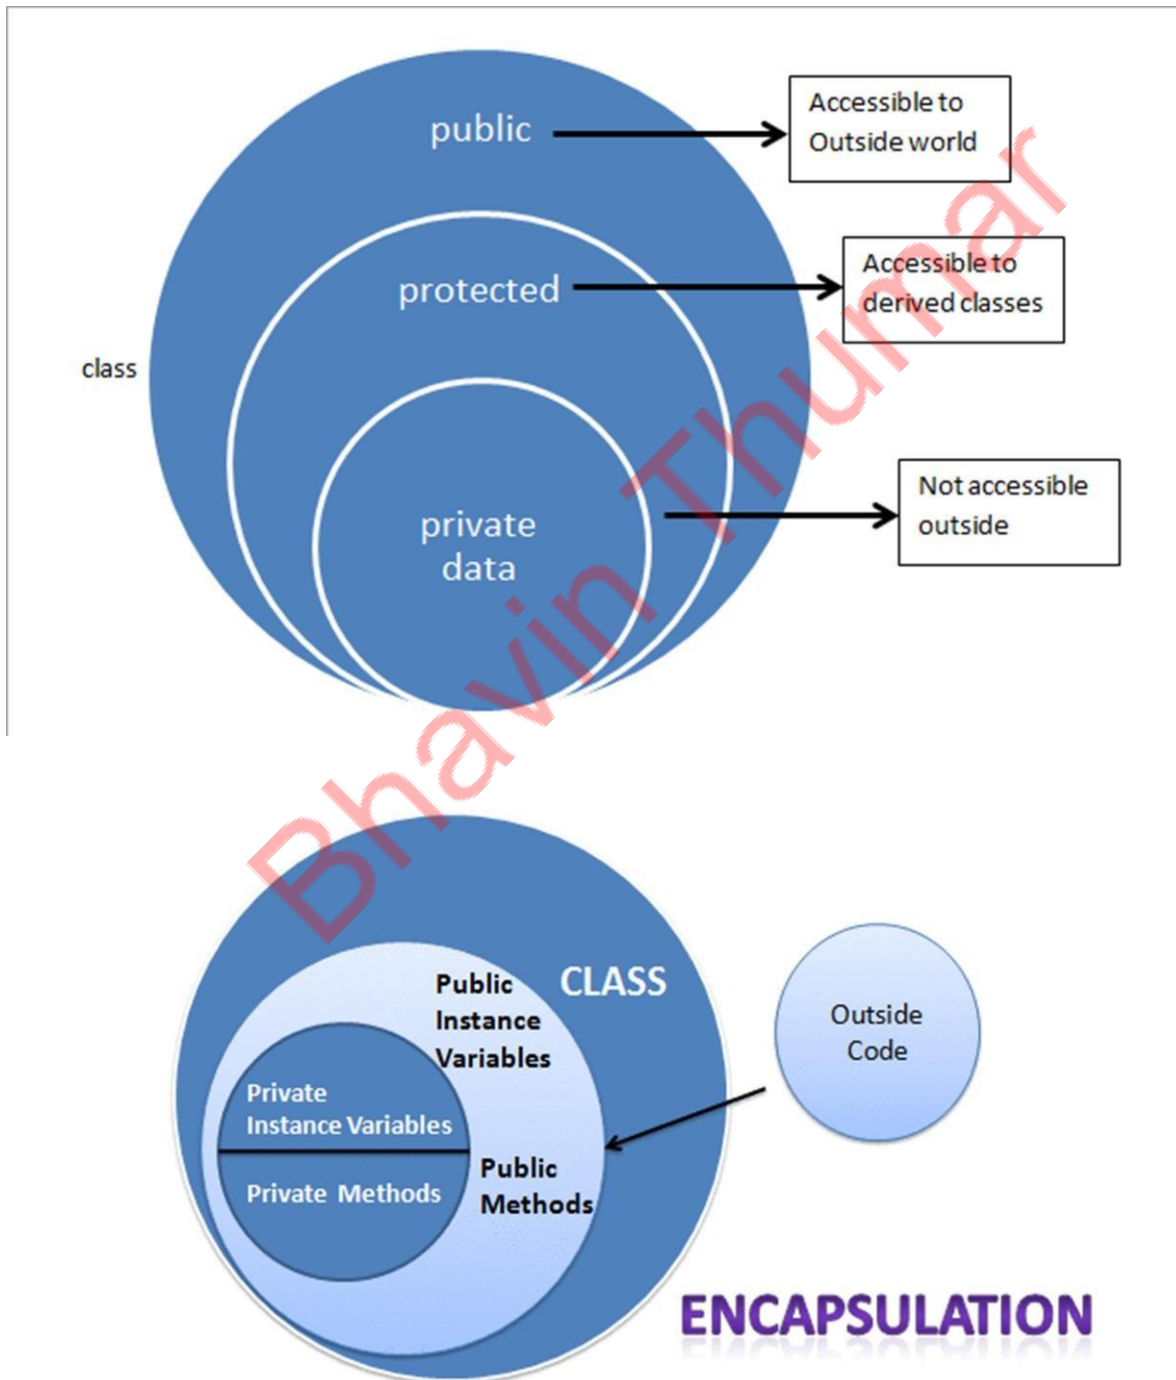 public
Accessible to
Outside world
protected
Accessible to
derived classes
class
Not accessible
outside
private
data
Bhavin Thumar
CLASS
Public
Instance
Variables
Outside
Code
Private
Instance Variables
Public
Methods
Private Methods
ENCAPSULATION